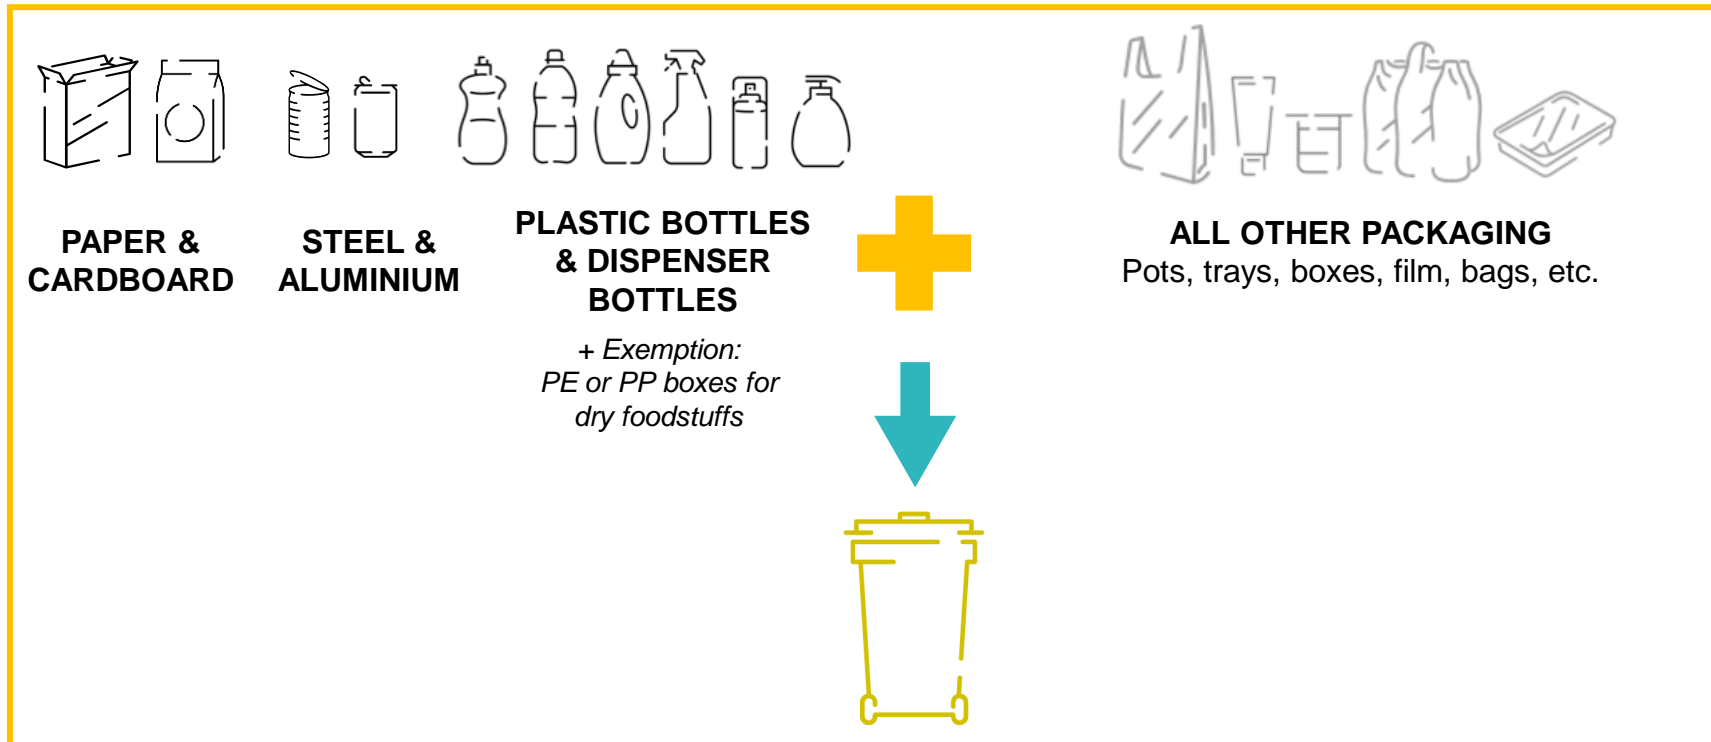 PAPER &
CARDBOARD
STEEL &
ALUMINIUM
PLASTIC BOTTLES
& DISPENSER
BOTTLES
+ Exemption:
PE or PP boxes for
dry foodstuffs
ALL OTHER PACKAGING
Pots, trays, boxes, film, bags, etc.